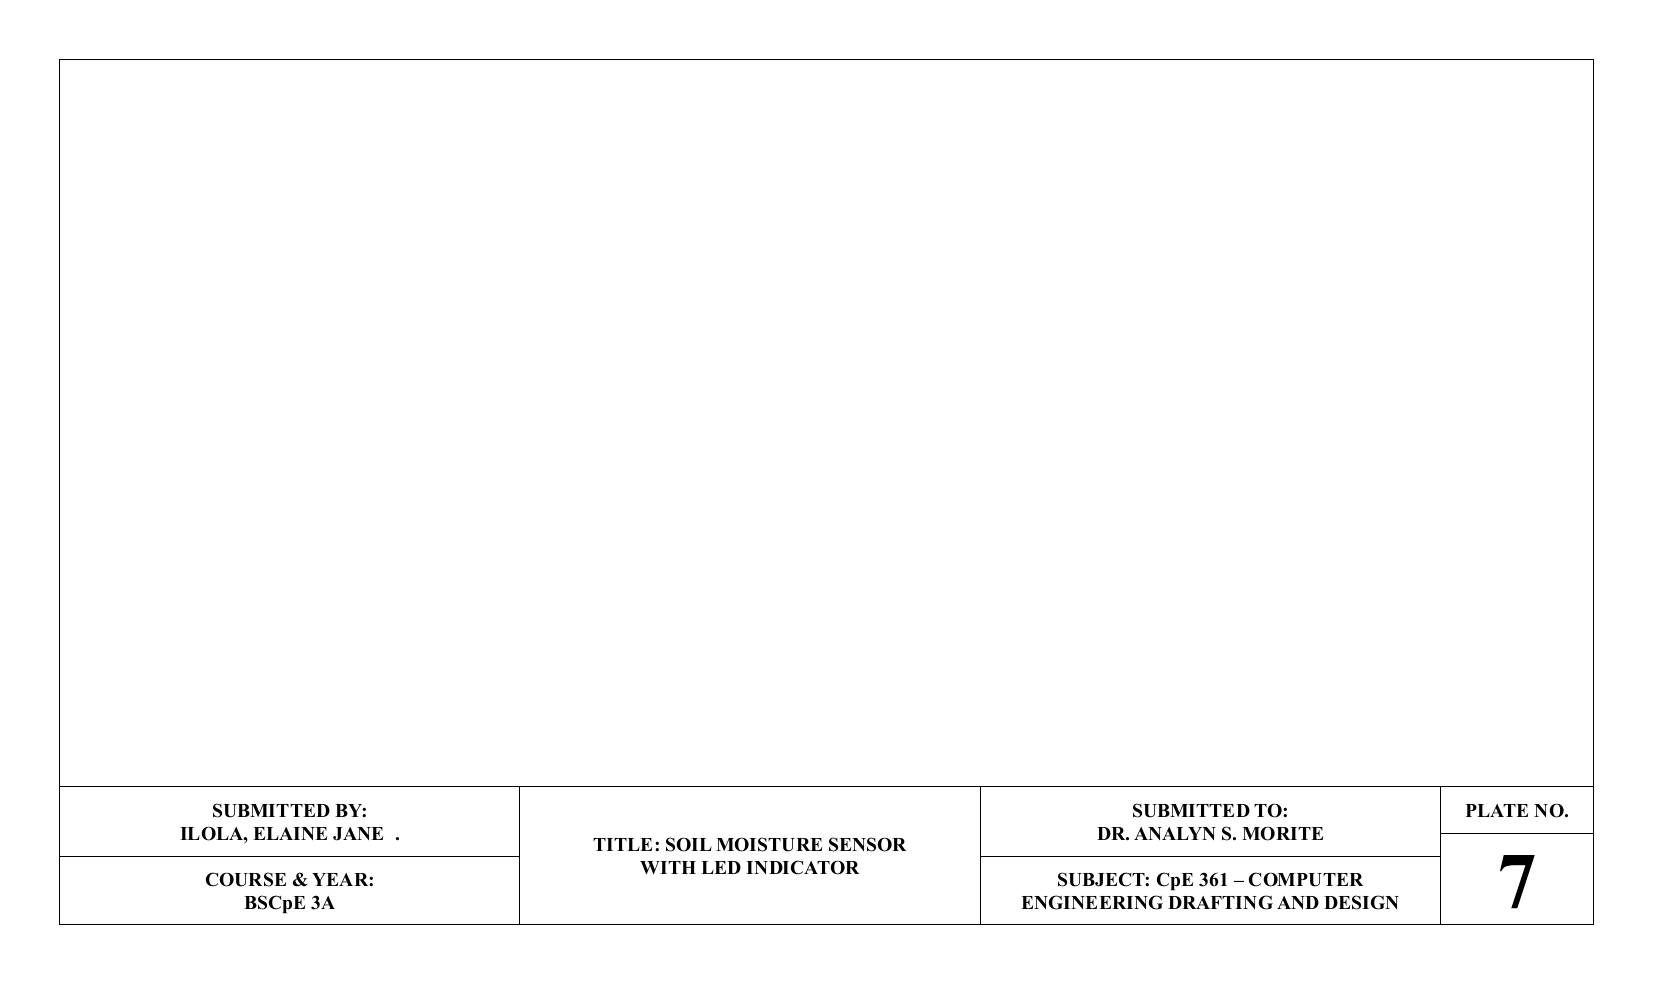 SUBMITTED BY:
ILOLA, ELAINE JANE  .
COURSE & YEAR:
BSCpE 3A
TITLE: SOIL MOISTURE SENSOR
WITH LED INDICATOR
SUBMITTED TO:
DR. ANALYN S. MORITE
SUBJECT: CpE 361 – COMPUTER
ENGINEERING DRAFTING AND DESIGN
PLATE NO.
7